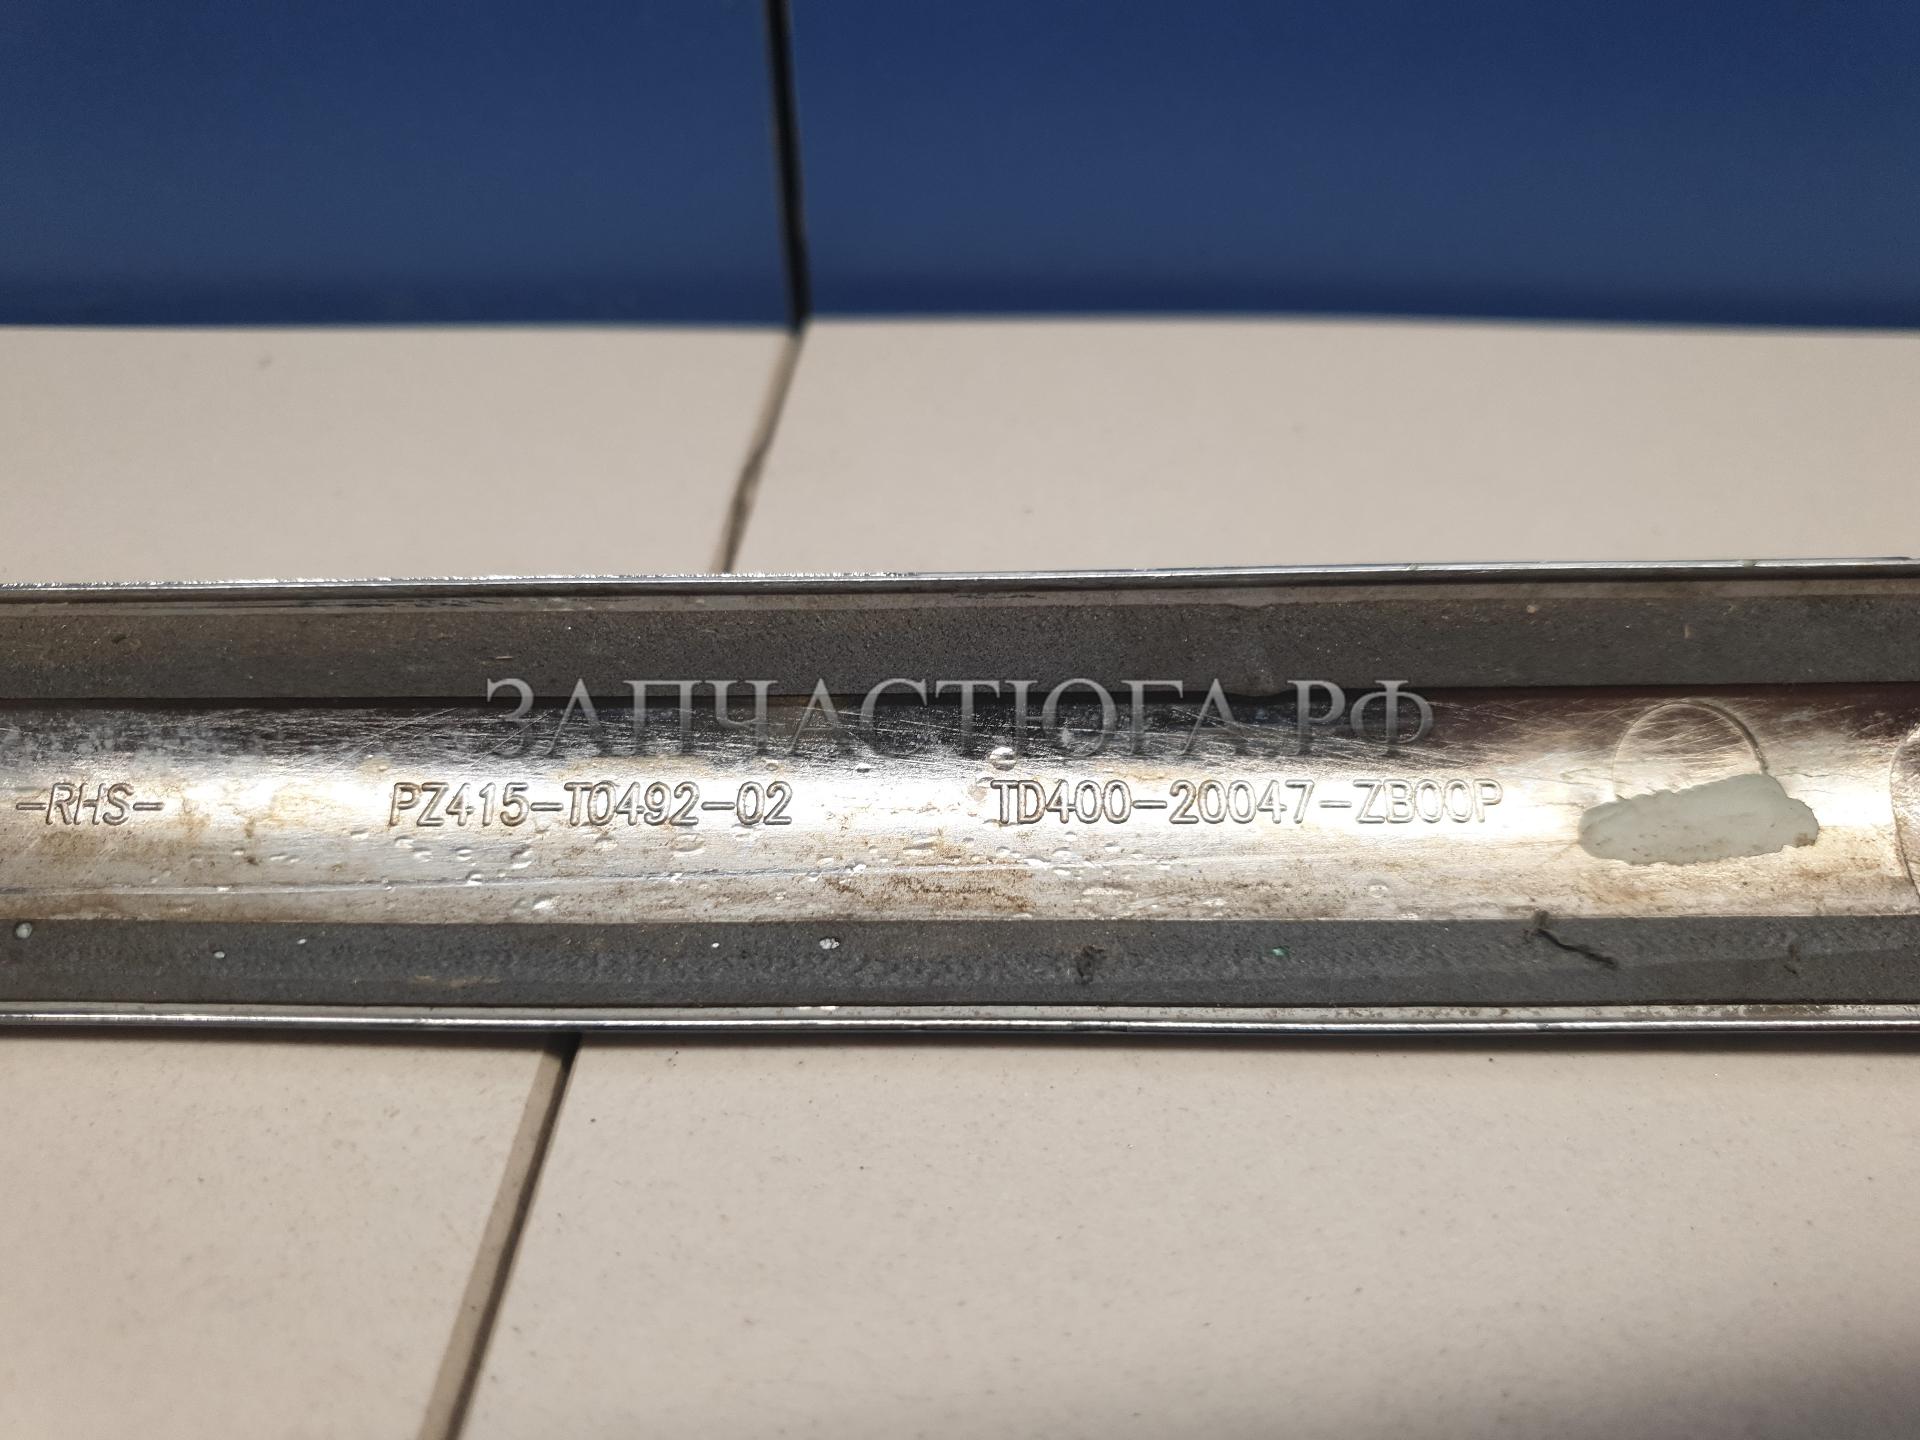 ЗАПЧАСТЮГА.РФ
-RHS- PZ415-T0492-02 TD400-20047-ZB00P